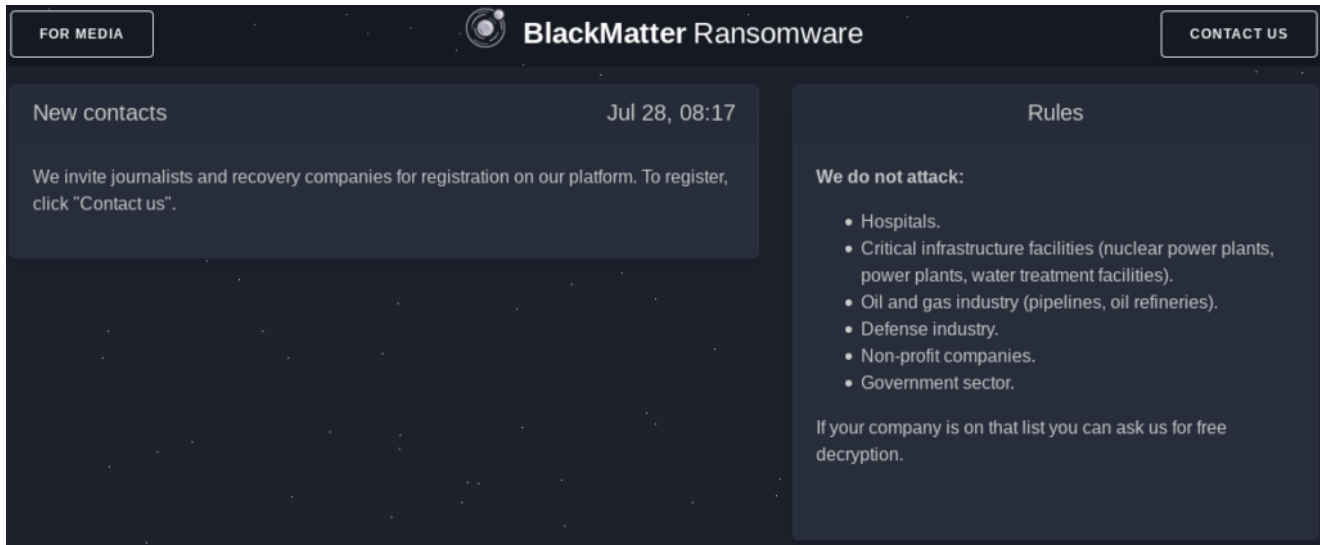 FOR MEDIA
BlackMatter Ransomware
CONTACT US
New contacts
Jul 28, 08:17
We invite journalists and recovery companies for registration on our platform. To register,
click "Contact us".
Rules
We do not attack:
• Hospitals.
• Critical infrastructure facilities (nuclear power plants,
power plants, water treatment facilities).
• Oil and gas industry (pipelines, oil refineries).
• Defense industry.
• Non-profit companies.
• Government sector.
If your company is on that list you can ask us for free
decryption.